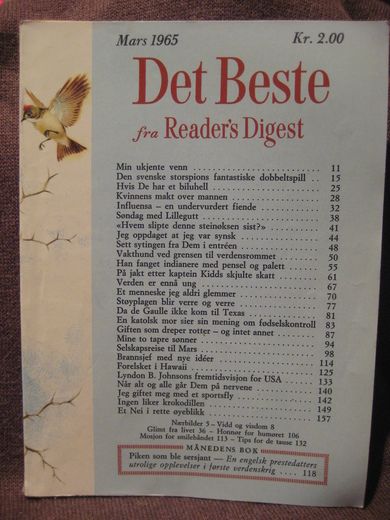 Mars 1965 Kr. 2.00
Det Beste
fra Reader's Digest
Min ukjente venn . . . . . . . . . . 11
Den svenske storspions fantastiske dobbeltspill . . 15
Hvis De har et biluhell . . . . . . . . . . 25
Kvinnens makt over mannen . . . . . . . . . . 28
Influensa – en undervurdert fiende . . . . . . . . 32
Søndag med Lillegutt . . . . . . . . . . 38
«Hvem slipte denne steinøksen sist?» . . . . . . . . 41
Jeg oppdaget at jeg var synsk . . . . . . . . . . 44
Sett sytingen fra Dem i entréen . . . . . . . . . . 48
Vakthund ved grensen til verdensrommet . . . . . . 50
Han fanget indianere med pensel og palett . . . . 55
På jakt etter kaptein Kidds skjulte skatt . . . . . . 61
Verden er ennå ung . . . . . . . . . . 67
Et menneske jeg aldri glemmer . . . . . . . . . . 70
Støyplagen blir verre og verre . . . . . . . . . . 77
Da de Gaulle ikke kom til Texas . . . . . . . . . . 81
En katolsk mor sier sin mening om fødselskontroll 83
Giften som dreper rotter – og intet annet . . . . 87
Mine to tapre sønner . . . . . . . . . . 94
Selskapsreise til Mars . . . . . . . . . . 98
Brannsjef med nye idéer . . . . . . . . . . 114
Forelsket i Hawaii . . . . . . . . . . 125
Lyndon B. Johnsons fremtidsvisjon for USA . . . . 133
Når alt og alle går Dem på nervene . . . . . . . . 140
Jeg giftet meg med et sportsfly . . . . . . . . . . 142
Ingen liker krokodillen . . . . . . . . . . 149
Et Nei i rette øyeblikk . . . . . . . . . . 157
Nærbilder 5 – Vidd og visdom 8
Glimt fra livet 36 – Honnør for humøret 106
Mosjon for smilebåndet 113 – Tips for de tause 132
MÅNEDENS BOK
Piken som ble sersjant — En engelsk prestedatters
utrolige opplevelser i første verdenskrig . . . . 118